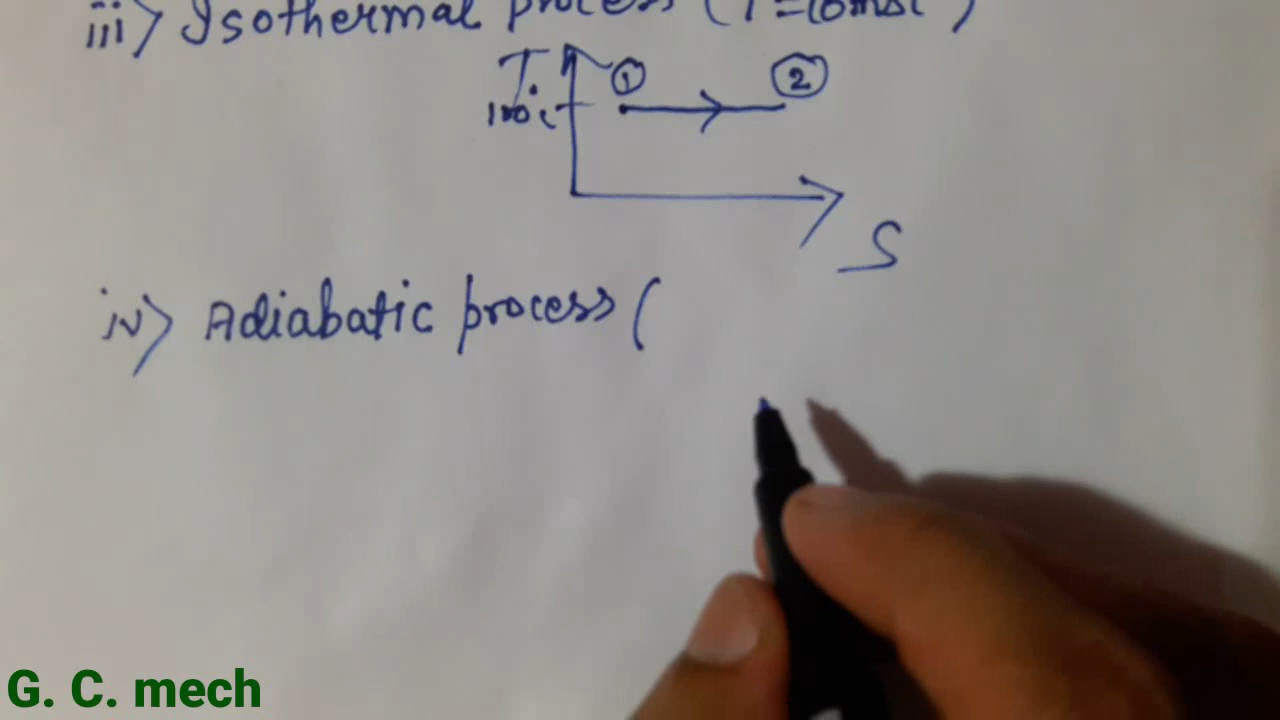 iii> Isothermal process (T = Const )
T
① ②
100°c
S
iv> Adiabatic process (
G. C. mech